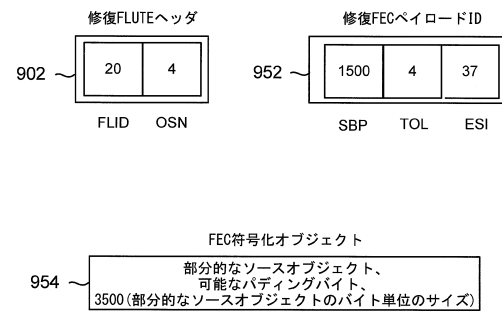 修復FLUTEヘッダ
902
20 4
FLID OSN
修復FECペイロードID
952
1500 4 37
SBP TOL ESI
FEC符号化オブジェクト
954
部分的なソースオブジェクト、
可能なパディングバイト、
3500(部分的なソースオブジェクトのバイト単位のサイズ)